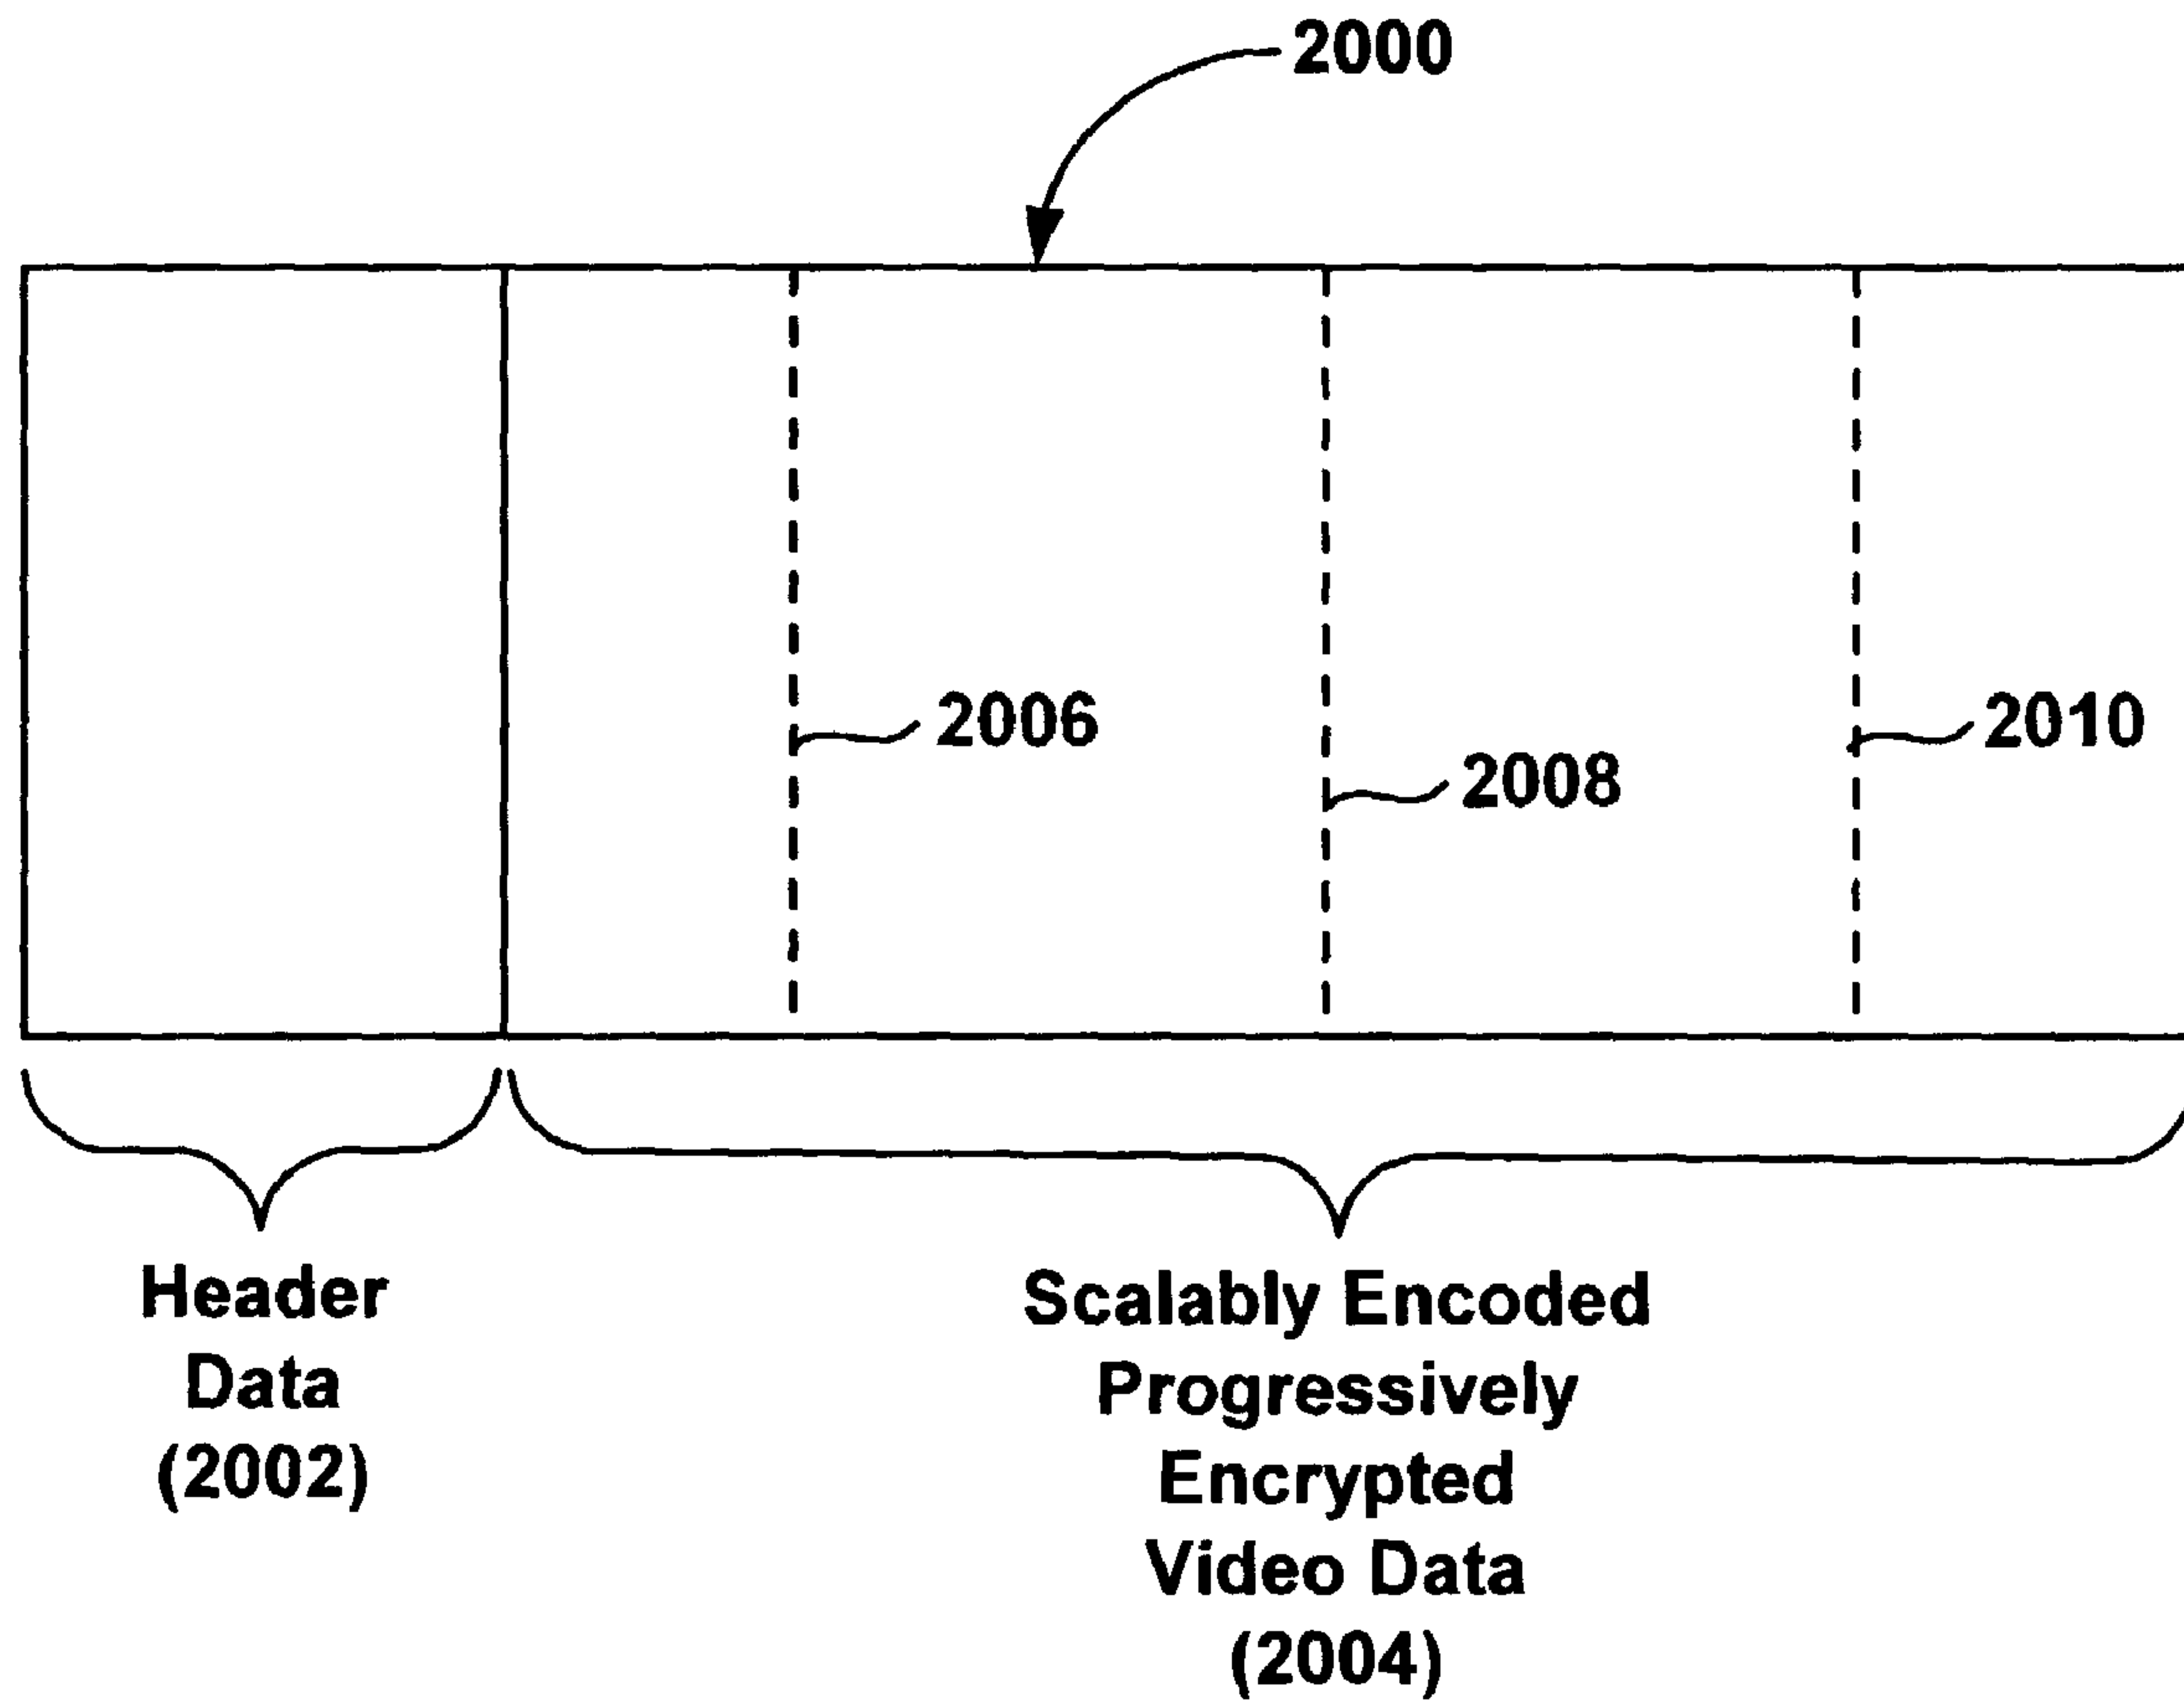 2000
2006
2010
2008
Header
Data
(2002)
Scalably Encoded
Progressively
Encrypted
Video Data
(2004)